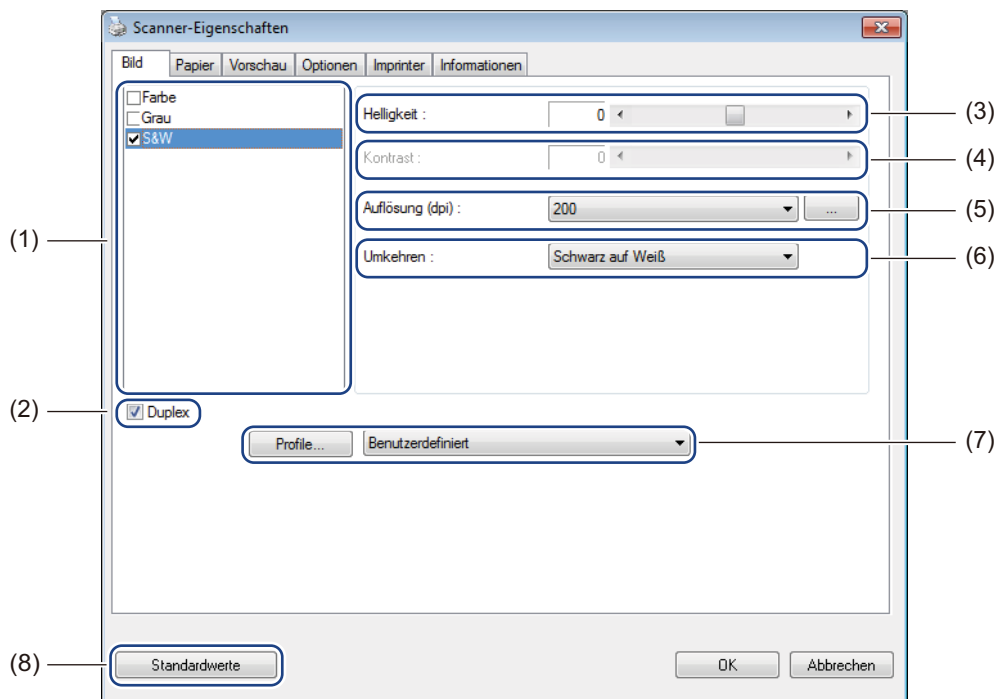 Scanner-Eigenschaften
Bild Papier Vorschau Optionen Imprinter Informationen
Farbe
Grau
S&W
Helligkeit : 0
(3)
Kontrast : 0
(4)
Auflösung (dpi) : 200 ...
(5)
(1)
Umkehren : Schwarz auf Weiß
(6)
(2)
Duplex
Profile... Benutzerdefiniert
(7)
(8)
Standardwerte OK Abbrechen